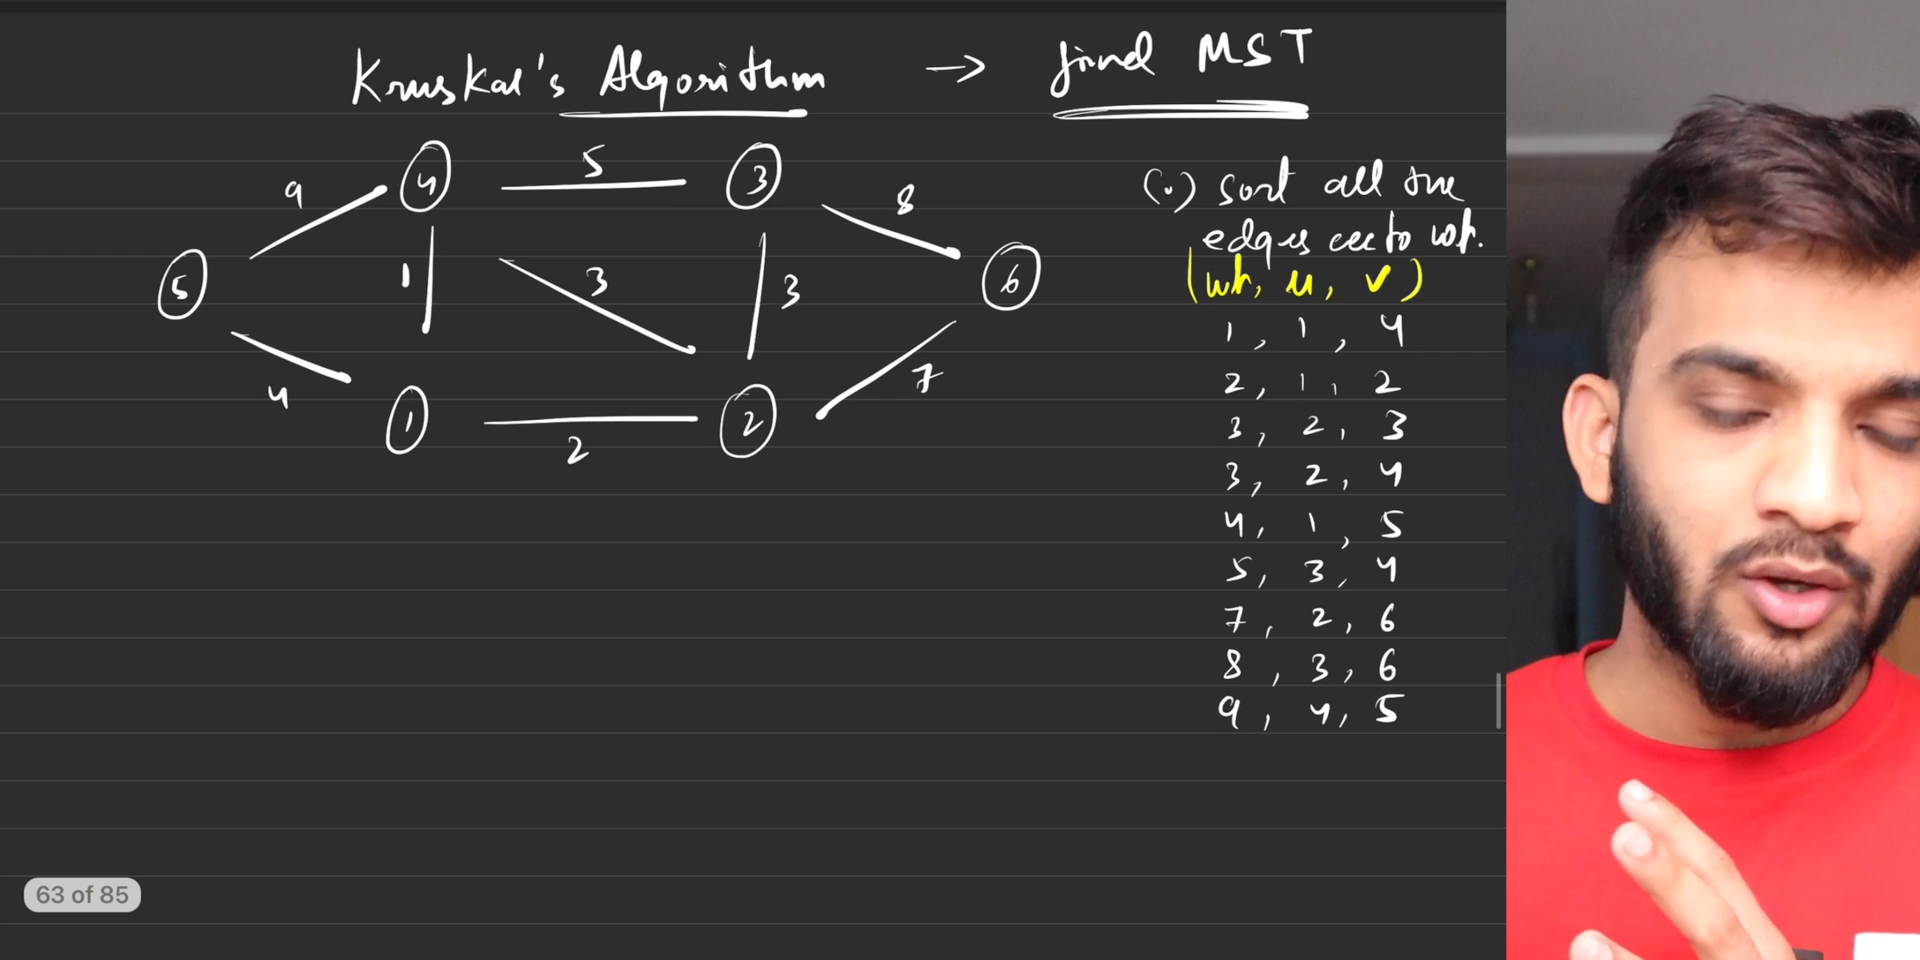 Kruskal's Algorithm → find MST
5
9
4
3
8
5
1
3
3
6
4
1
2
2
7
(•) sort all the
edges acc to wt.
(wt, u, v)
1, 1, 4
2, 1, 2
3, 2, 3
3, 2, 4
4, 1, 5
5, 3, 4
7, 2, 6
8, 3, 6
9, 4, 5
63 of 85